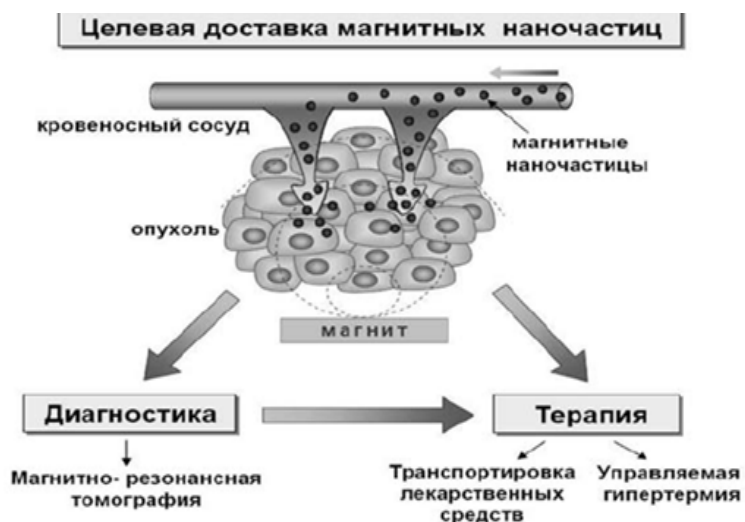 Целевая доставка магнитных наночастиц
кровеносный сосуд
магнитные
наночастицы
опухоль
магнит
Диагностика
Терапия
Магнитно- резонансная
томография
Транспортировка
лекарственных
средств
Управляемая
гипертермия